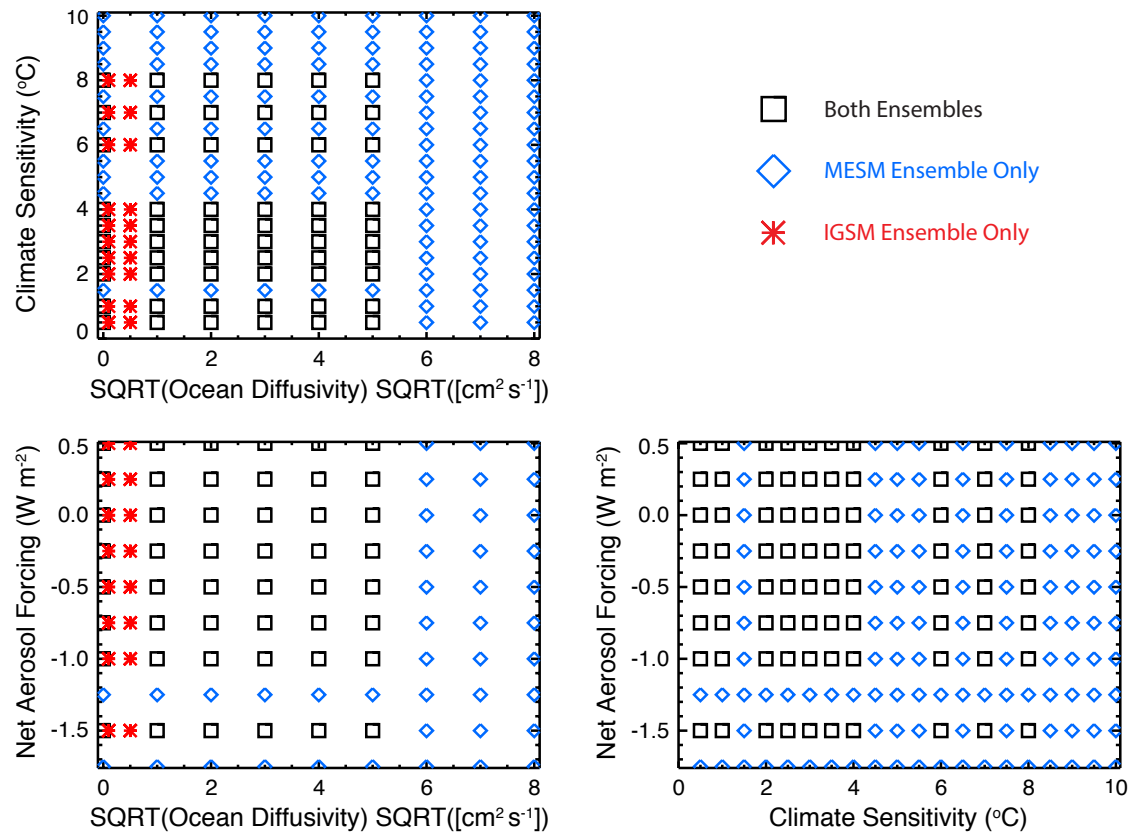 10
8
6
4
2
0
Climate Sensitivity (ºC)
0 2 4 6 8
SQRT(Ocean Diffusivity) SQRT([cm² s⁻¹])
Both Ensembles
MESM Ensemble Only
IGSM Ensemble Only
0.5
0.0
-0.5
-1.0
-1.5
Net Aerosol Forcing (W m⁻²)
0 2 4 6 8
SQRT(Ocean Diffusivity) SQRT([cm² s⁻¹])
0.5
0.0
-0.5
-1.0
-1.5
Net Aerosol Forcing (W m⁻²)
0 2 4 6 8 10
Climate Sensitivity (ºC)